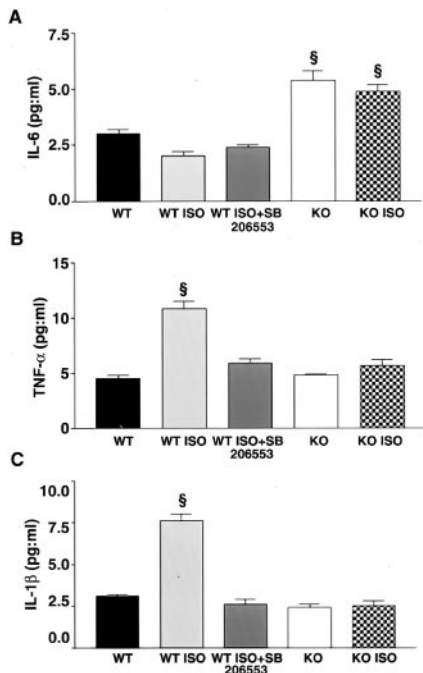 A
7.5
5.0
2.5
0.0
IL-6 (pg:ml)
§ §
WT WT ISO WT ISO+SB KO KO ISO
206553
B
15
10
5
0
TNF-α (pg:ml)
§
WT WT ISO WT ISO+SB KO KO ISO
206553
C
10.0
7.5
5.0
2.5
0.0
IL-1β (pg:ml)
§
WT WT ISO WT ISO+SB KO KO ISO
206553